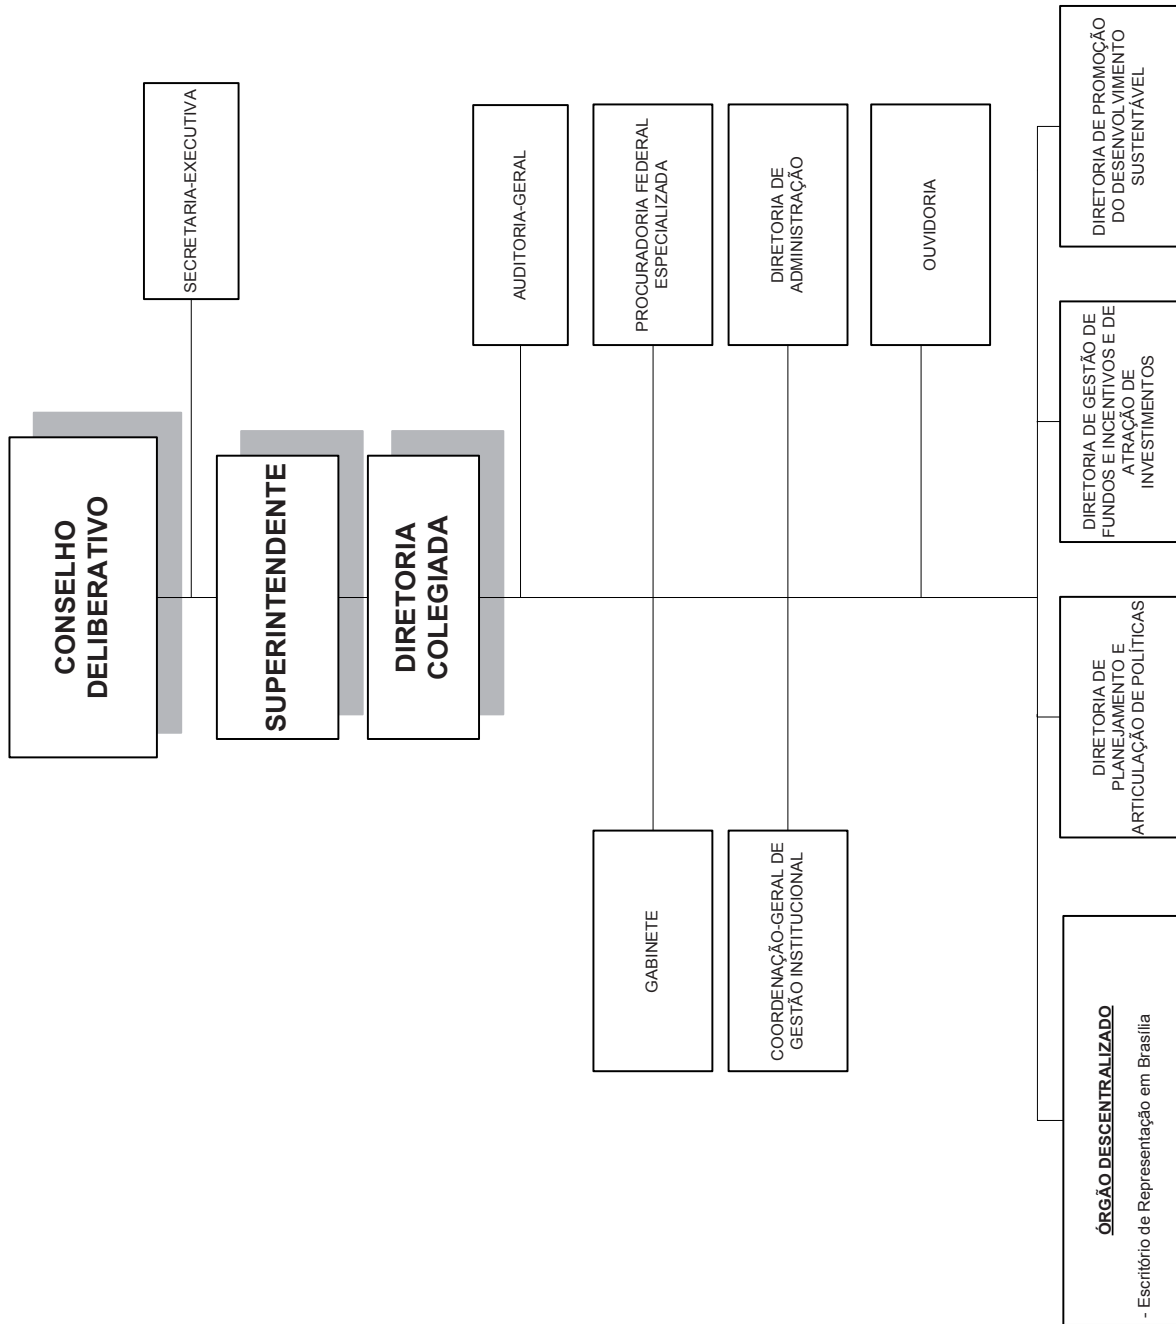 CONSELHO
DELIBERATIVO
SECRETARIA-EXECUTIVA
SUPERINTENDENTE
DIRETORIA
COLEGIADA
AUDITORIA-GERAL
GABINETE
PROCURADORIA FEDERAL
ESPECIALIZADA
COORDENAÇÃO-GERAL DE
GESTÃO INSTITUCIONAL
DIRETORIA DE
ADMINISTRAÇÃO
OUVIDORIA
ÓRGÃO DESCENTRALIZADO
- Escritório de Representação em Brasília
DIRETORIA DE
PLANEJAMENTO E
ARTICULAÇÃO DE POLÍTICAS
DIRETORIA DE GESTÃO DE
FUNDOS E INCENTIVOS E DE
ATRAÇÃO DE
INVESTIMENTOS
DIRETORIA DE PROMOÇÃO
DO DESENVOLVIMENTO
SUSTENTÁVEL